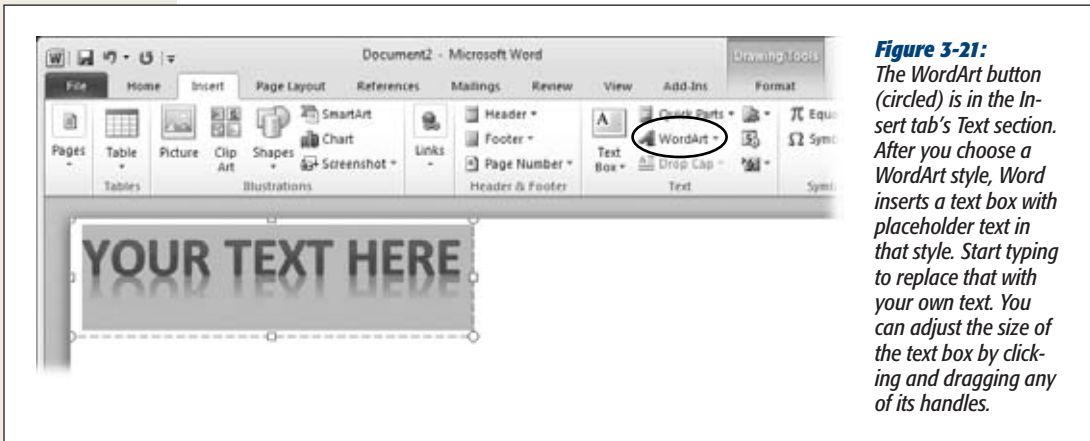 Document2 - Microsoft Word
Drawing Tools
File Home Insert Page Layout References Mailings Review View Add-Ins Format
Pages
Table
Tables
Picture
Clip
Art
Shapes
SmartArt
Chart
Screenshot
Illustrations
Links
Header
Footer
Page Number
Header & Footer
A
Text
Box
Quick Parts
WordArt
Drop Cap
Text
π
Ω
YOUR TEXT HERE
Figure 3-21:
The WordArt button
(circled) is in the In-
sert tab's Text section.
After you choose a
WordArt style, Word
inserts a text box with
placeholder text in
that style. Start typing
to replace that with
your own text. You
can adjust the size of
the text box by click-
ing and dragging any
of its handles.